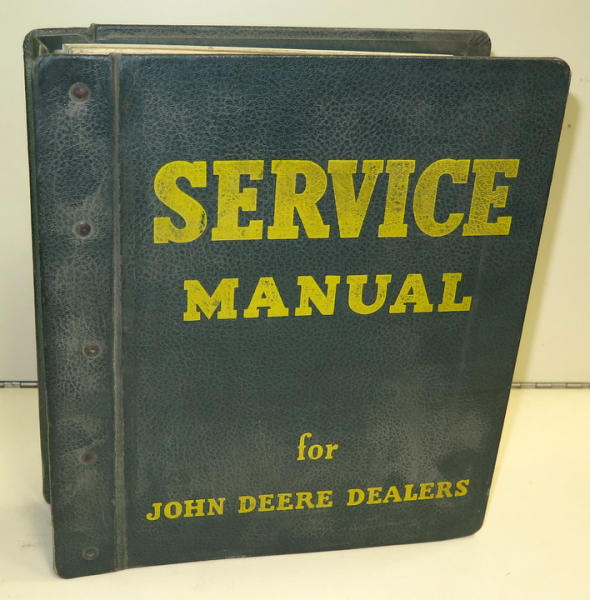 SERVICE
MANUAL
for
JOHN DEERE DEALERS